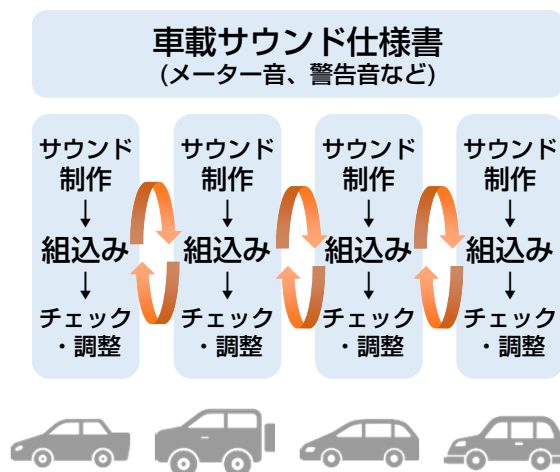 車載サウンド仕様書
(メーター音、警告音など)
サウンド
制作
↓
組込み
↓
チェック
・調整
サウンド
制作
↓
組込み
↓
チェック
・調整
サウンド
制作
↓
組込み
↓
チェック
・調整
サウンド
制作
↓
組込み
↓
チェック
・調整